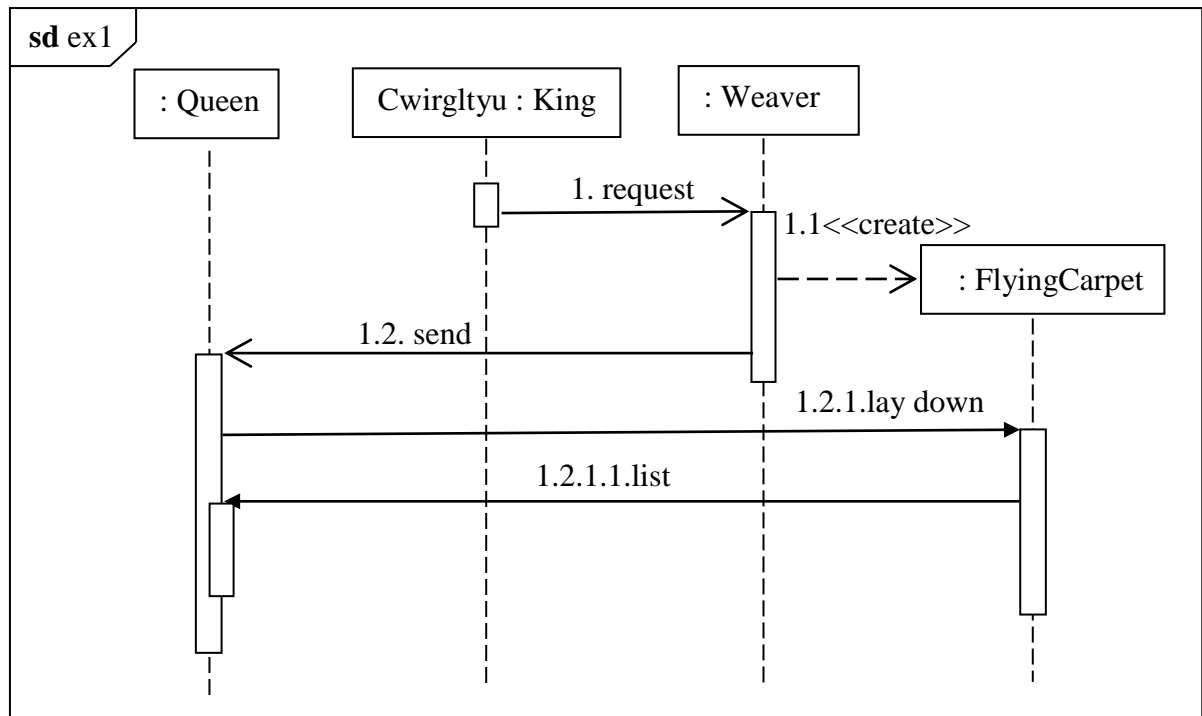 sd ex1
: Queen
Cwirgltyu : King
: Weaver
1. request
1.1<<create>>
: FlyingCarpet
1.2. send
1.2.1.lay down
1.2.1.1.list